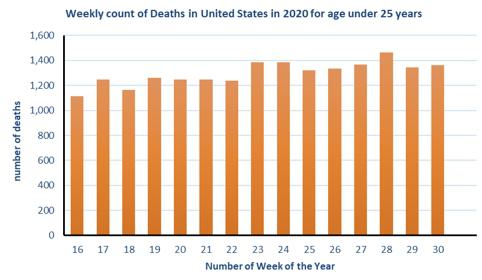 Weekly count of Deaths in United States in 2020 for age under 25 years
1,600
1,400
1,200
1,000
800
600
400
200
0
number of deaths
16 17 18 19 20 21 22 23 24 25 26 27 28 29 30
Number of Week of the Year